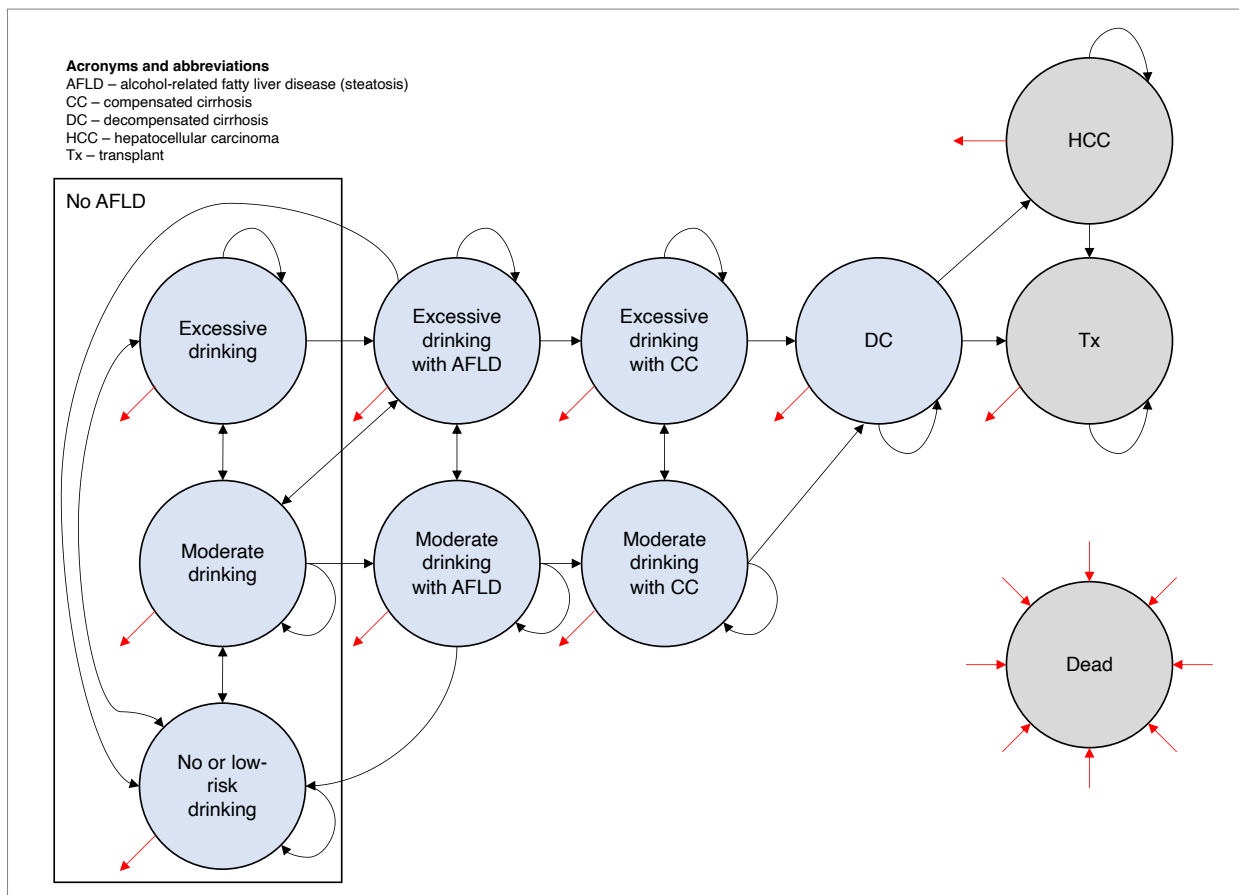 Acronyms and abbreviations
AFLD – alcohol-related fatty liver disease (steatosis)
CC – compensated cirrhosis
DC – decompensated cirrhosis
HCC – hepatocellular carcinoma
Tx – transplant
No AFLD
HCC
Excessive
drinking
Excessive
drinking
with AFLD
Excessive
drinking
with CC
DC
Tx
Moderate
drinking
Moderate
drinking
with AFLD
Moderate
drinking
with CC
Dead
No or low-
risk
drinking